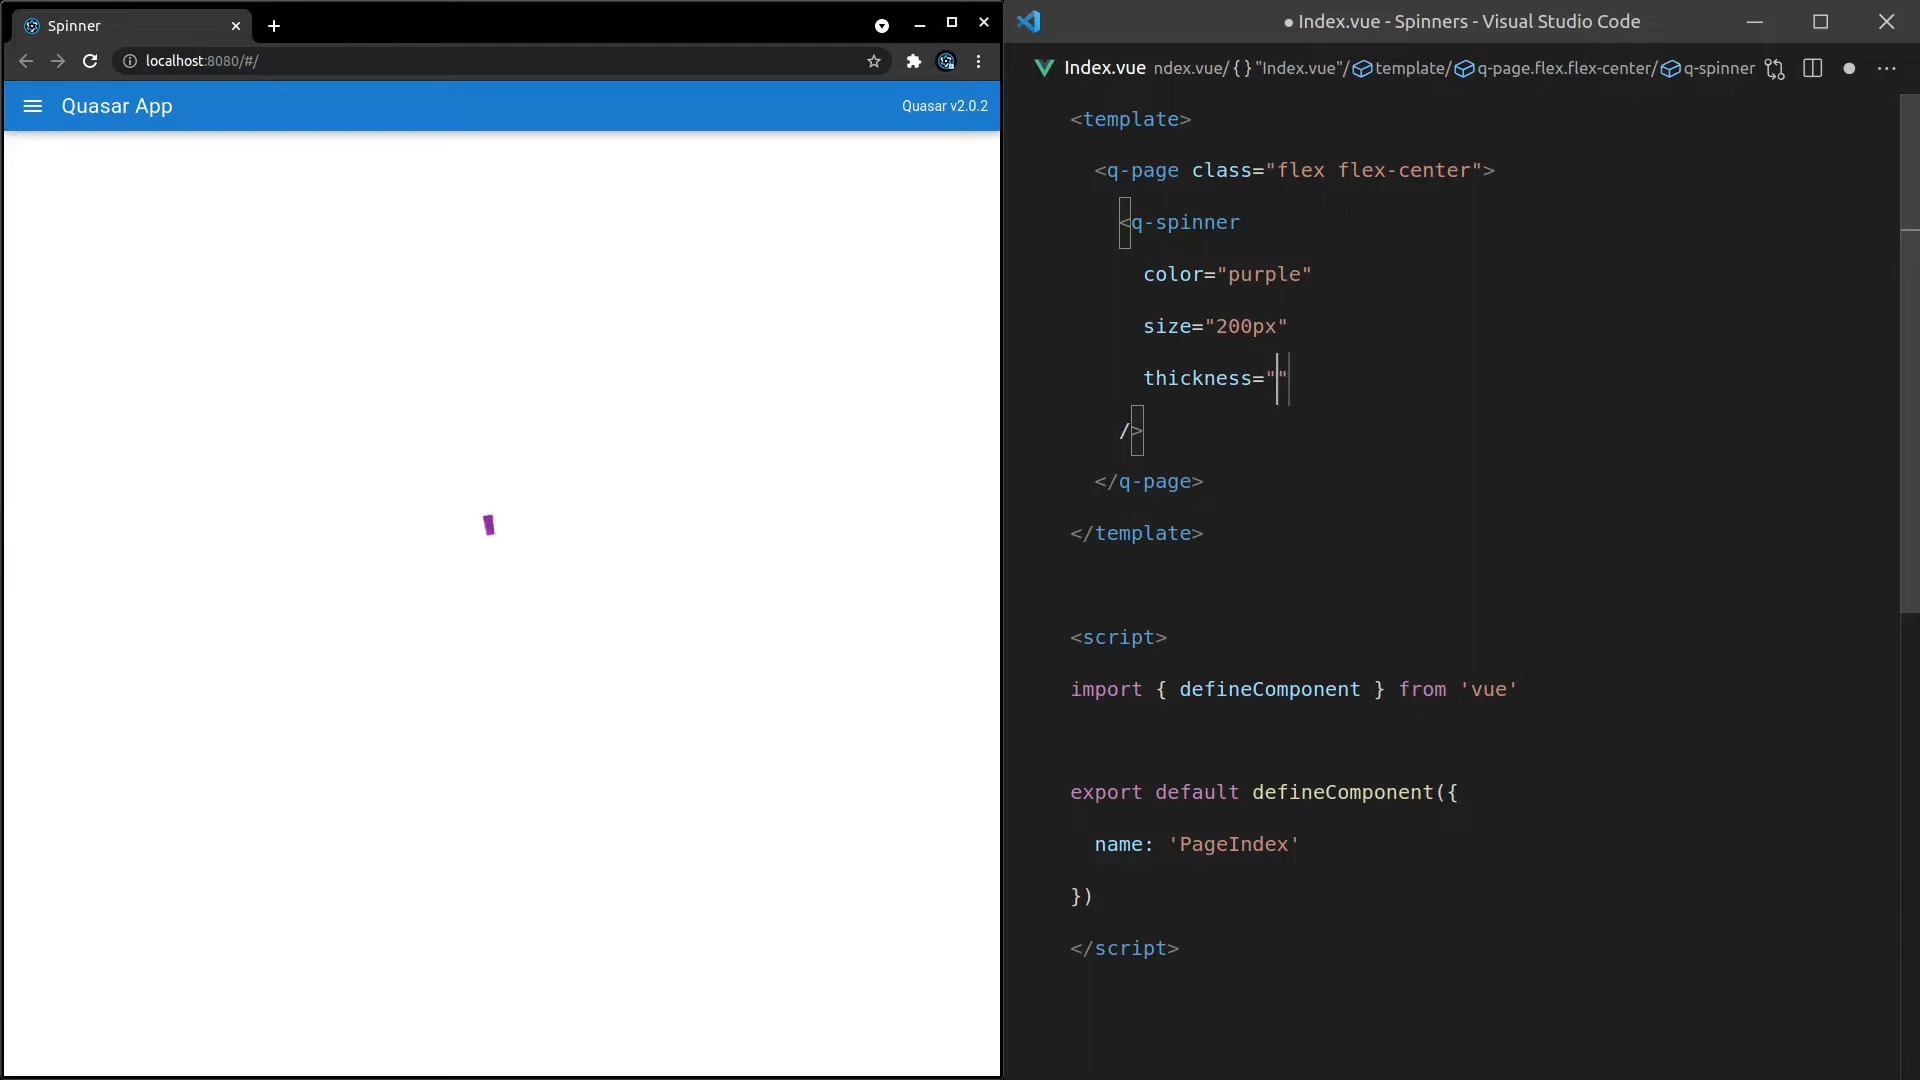 Spinner
localhost:8080/#/
Quasar App
Quasar v2.0.2
● Index.vue - Spinners - Visual Studio Code
Index.vue ndex.vue/ {} "Index.vue"/ template/ q-page.flex.flex-center/ q-spinner
<template>
<q-page class="flex flex-center">
<q-spinner
color="purple"
size="200px"
thickness=""
/>
</q-page>
</template>
<script>
import { defineComponent } from 'vue'
export default defineComponent({
name: 'PageIndex'
})
</script>